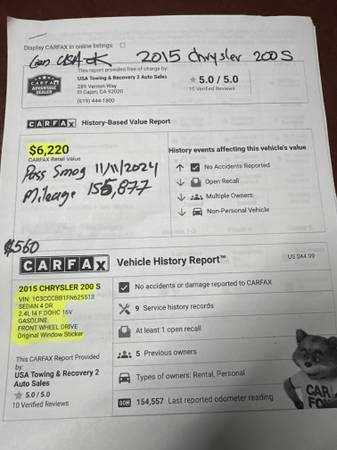 Display CARFAX in online listings:
2015 Chrysler 200 S
This report provided free of charge by:
USA Towing & Recovery 2 Auto Sales
289 Vernon Way
El Cajon, CA 92020
(619) 444-1800
★ 5.0 / 5.0
10 Verified Reviews
CARFAX
ADVANTAGE
DEALER
CARFAX History-Based Value Report
$6,220
CARFAX Retail Value
Pass Smog 11/11/2024
Mileage 155,877
History events affecting this vehicle's value
No Accidents Reported
Open Recall
Multiple Owners
Non-Personal Vehicle
$560
CARFAX Vehicle History Report™
US $44.99
2015 CHRYSLER 200 S
VIN: 1C3CCCBB1FN625513
SEDAN 4 DR
2.4L I4 F DOHC 16V
GASOLINE
FRONT WHEEL DRIVE
Original Window Sticker
This CARFAX Report Provided
by:
USA Towing & Recovery 2
Auto Sales
★ 5.0 / 5.0
10 Verified Reviews
No accidents or damage reported to CARFAX
9 Service history records
At least 1 open recall
5 Previous owners
Types of owners: Rental, Personal
154,557 Last reported odometer reading
CAR
FOX